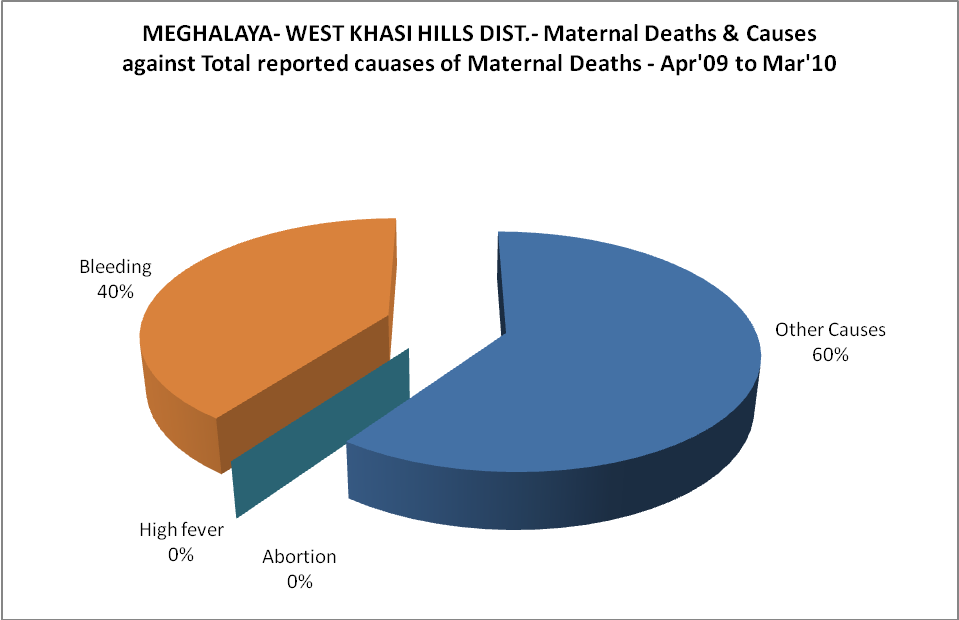 MEGHALAYA- WEST KHASI HILLS DIST.- Maternal Deaths & Causes
against Total reported cauases of Maternal Deaths - Apr'09 to Mar'10
Bleeding
40%
Other Causes
60%
High fever
0%
Abortion
0%